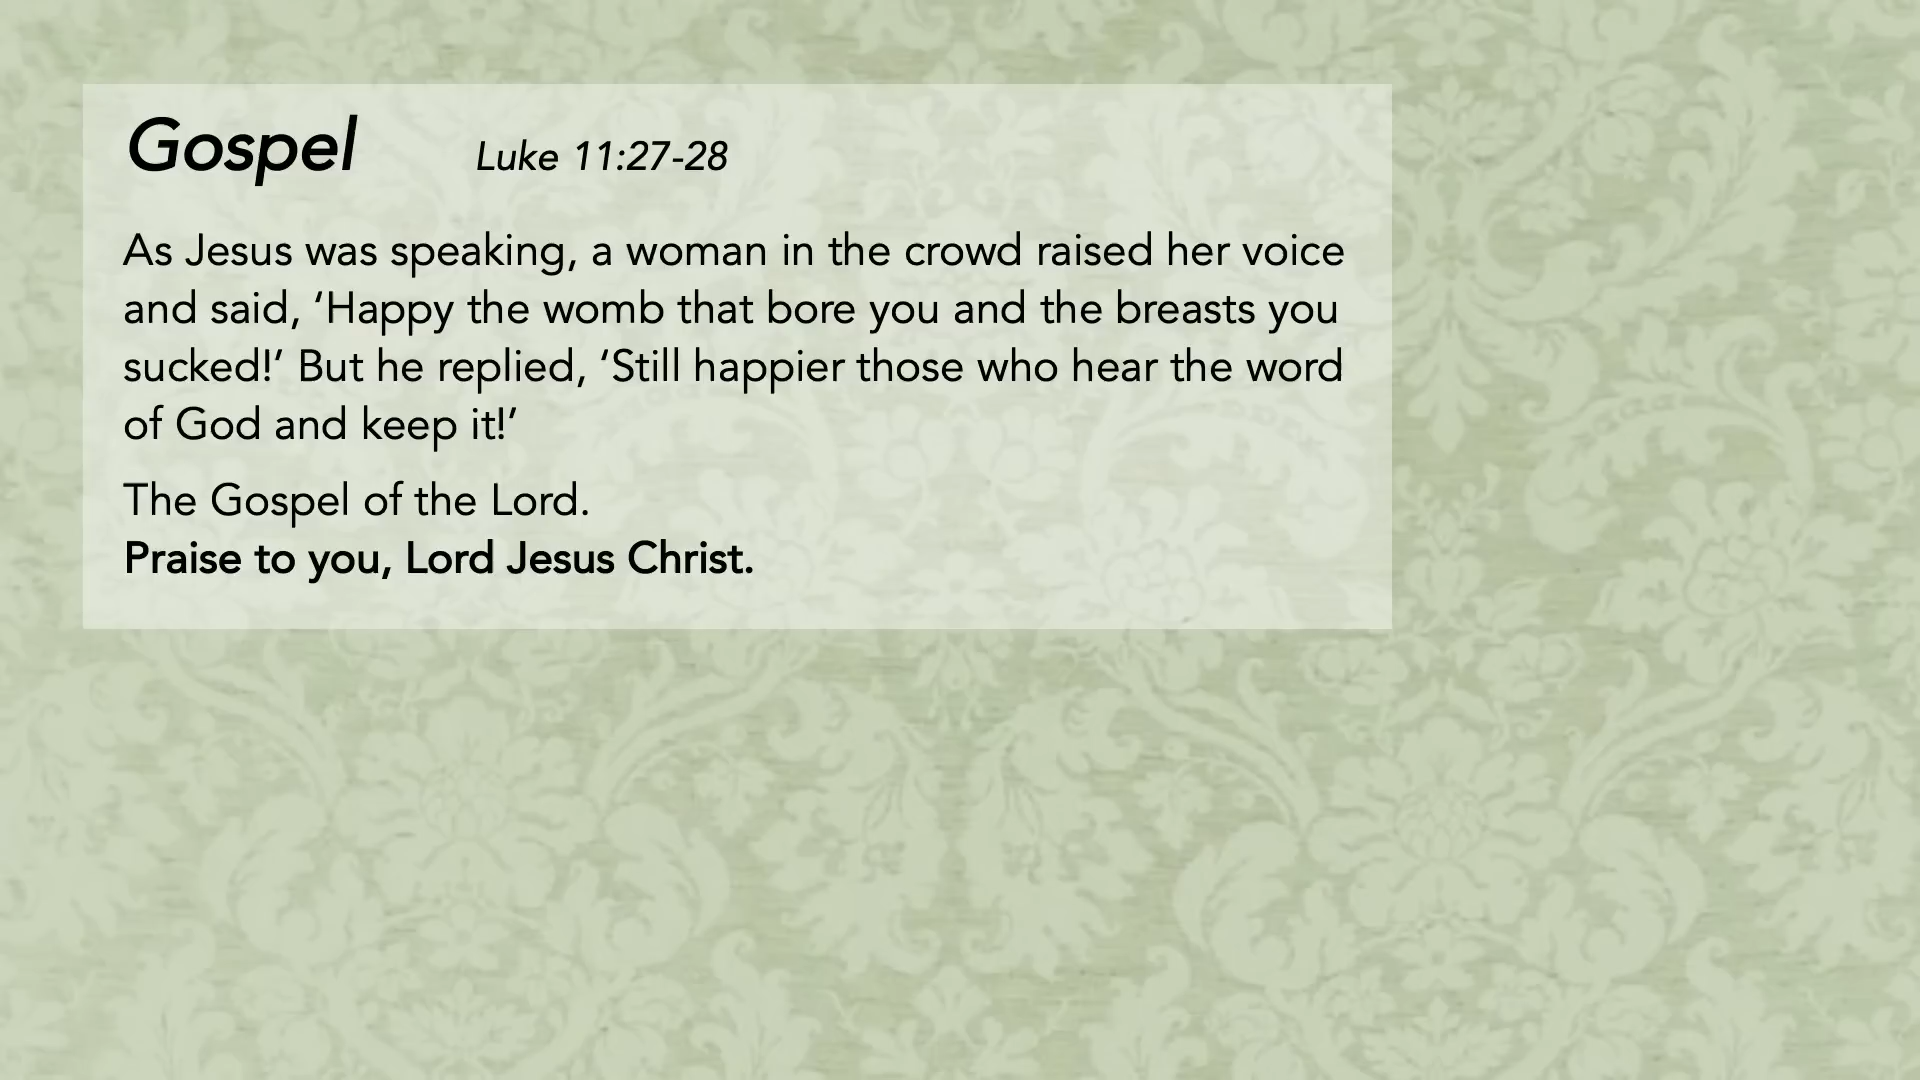 Gospel Luke 11:27-28
As Jesus was speaking, a woman in the crowd raised her voice
and said, ‘Happy the womb that bore you and the breasts you
sucked!’ But he replied, ‘Still happier those who hear the word
of God and keep it!’
The Gospel of the Lord.
Praise to you, Lord Jesus Christ.